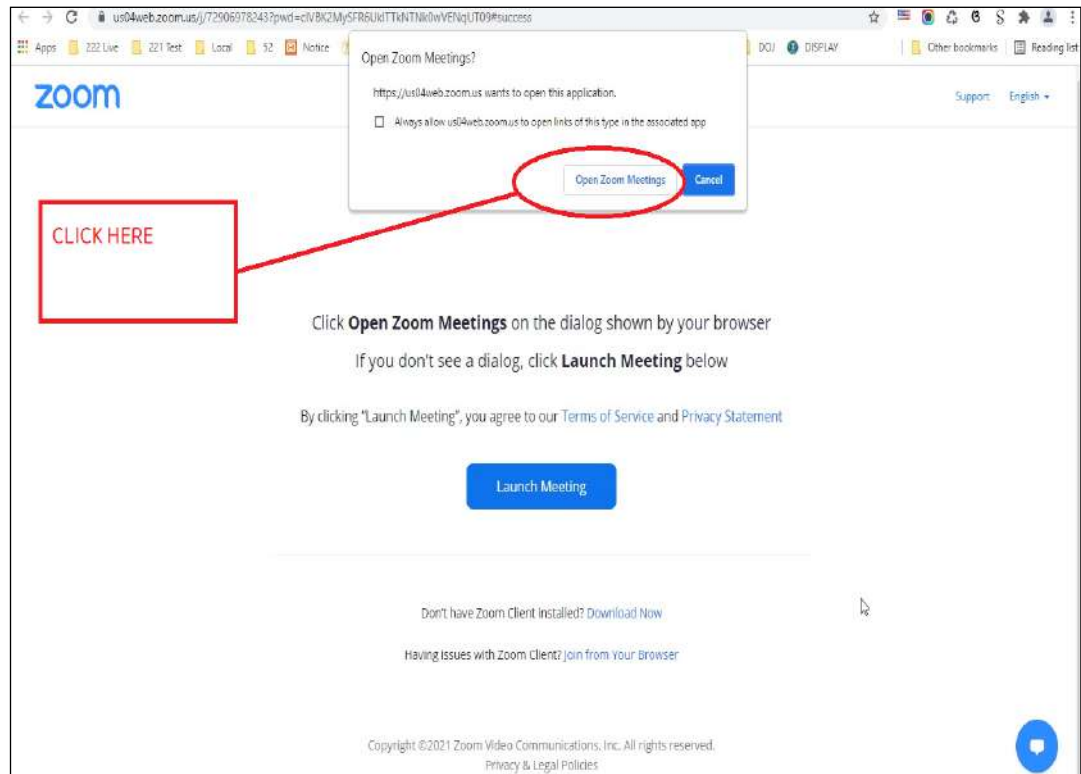 us04web.zoom.us/j/72906978243?pwd=clVBK2MySFR6UkITTkNTNk0wVENqUT09#success
Apps 222 Live 221 Test Local 52 Notice DOJ DISPLAY Other bookmarks Reading list
Open Zoom Meetings?
https://us04web.zoom.us wants to open this application.
Always allow us04web.zoom.us to open links of this type in the associated app
Open Zoom Meetings Cancel
zoom
Support English
CLICK HERE
Click Open Zoom Meetings on the dialog shown by your browser
If you don't see a dialog, click Launch Meeting below
By clicking "Launch Meeting", you agree to our Terms of Service and Privacy Statement
Launch Meeting
Don't have Zoom Client installed? Download Now
Having issues with Zoom Client? Join from Your Browser
Copyright ©2021 Zoom Video Communications, Inc. All rights reserved.
Privacy & Legal Policies